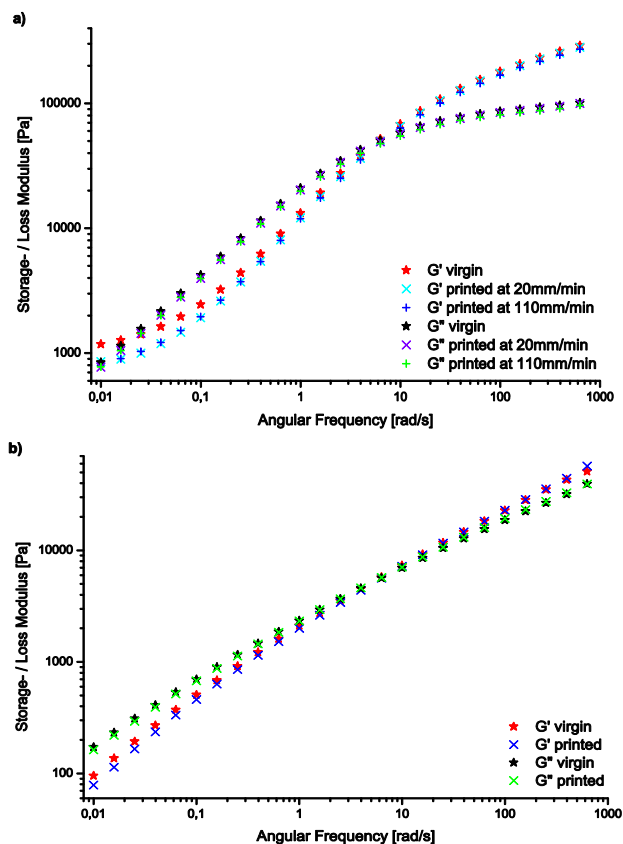 a)
Storage- / Loss Modulus [Pa]
100000
10000
1000
G' virgin
G' printed at 20mm/min
G' printed at 110mm/min
G" virgin
G" printed at 20mm/min
G" printed at 110mm/min
0,01 0,1 1 10 100 1000
Angular Frequency [rad/s]
b)
Storage- / Loss Modulus [Pa]
10000
1000
100
G' virgin
G' printed
G" virgin
G" printed
0,01 0,1 1 10 100 1000
Angular Frequency [rad/s]